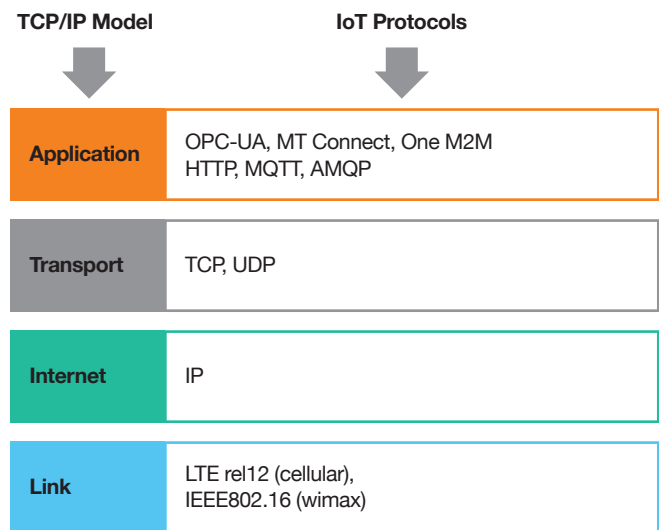 TCP/IP Model
IoT Protocols
Application
OPC-UA, MT Connect, One M2M
HTTP, MQTT, AMQP
Transport
TCP, UDP
Internet
IP
Link
LTE rel12 (cellular),
IEEE802.16 (wimax)